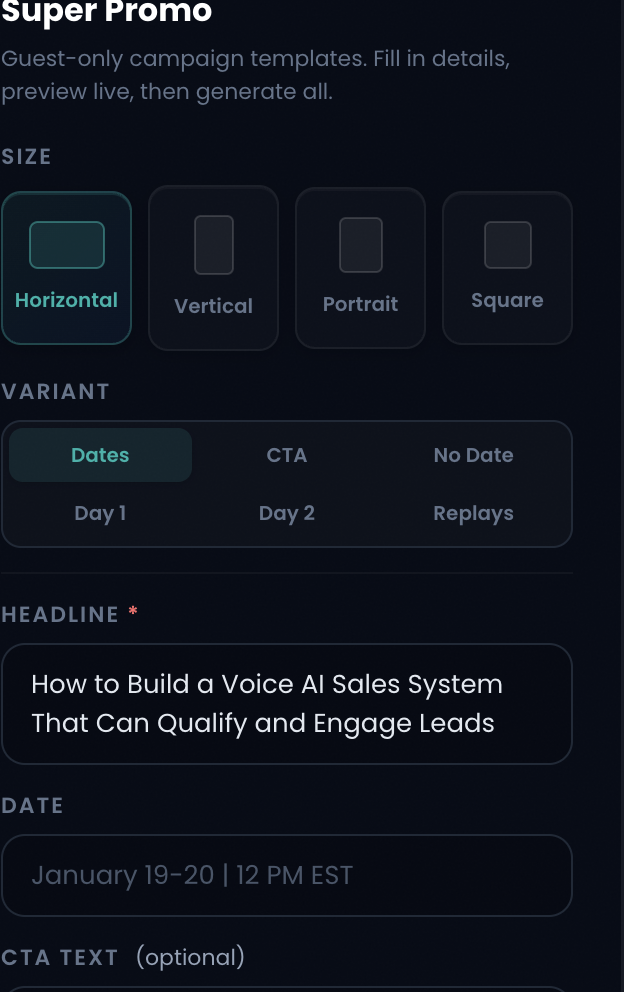 Super Promo
Guest-only campaign templates. Fill in details,
preview live, then generate all.
SIZE
Horizontal
Vertical
Portrait
Square
VARIANT
Dates
CTA
No Date
Day 1
Day 2
Replays
HEADLINE *
How to Build a Voice AI Sales System
That Can Qualify and Engage Leads
DATE
January 19-20 | 12 PM EST
CTA TEXT (optional)